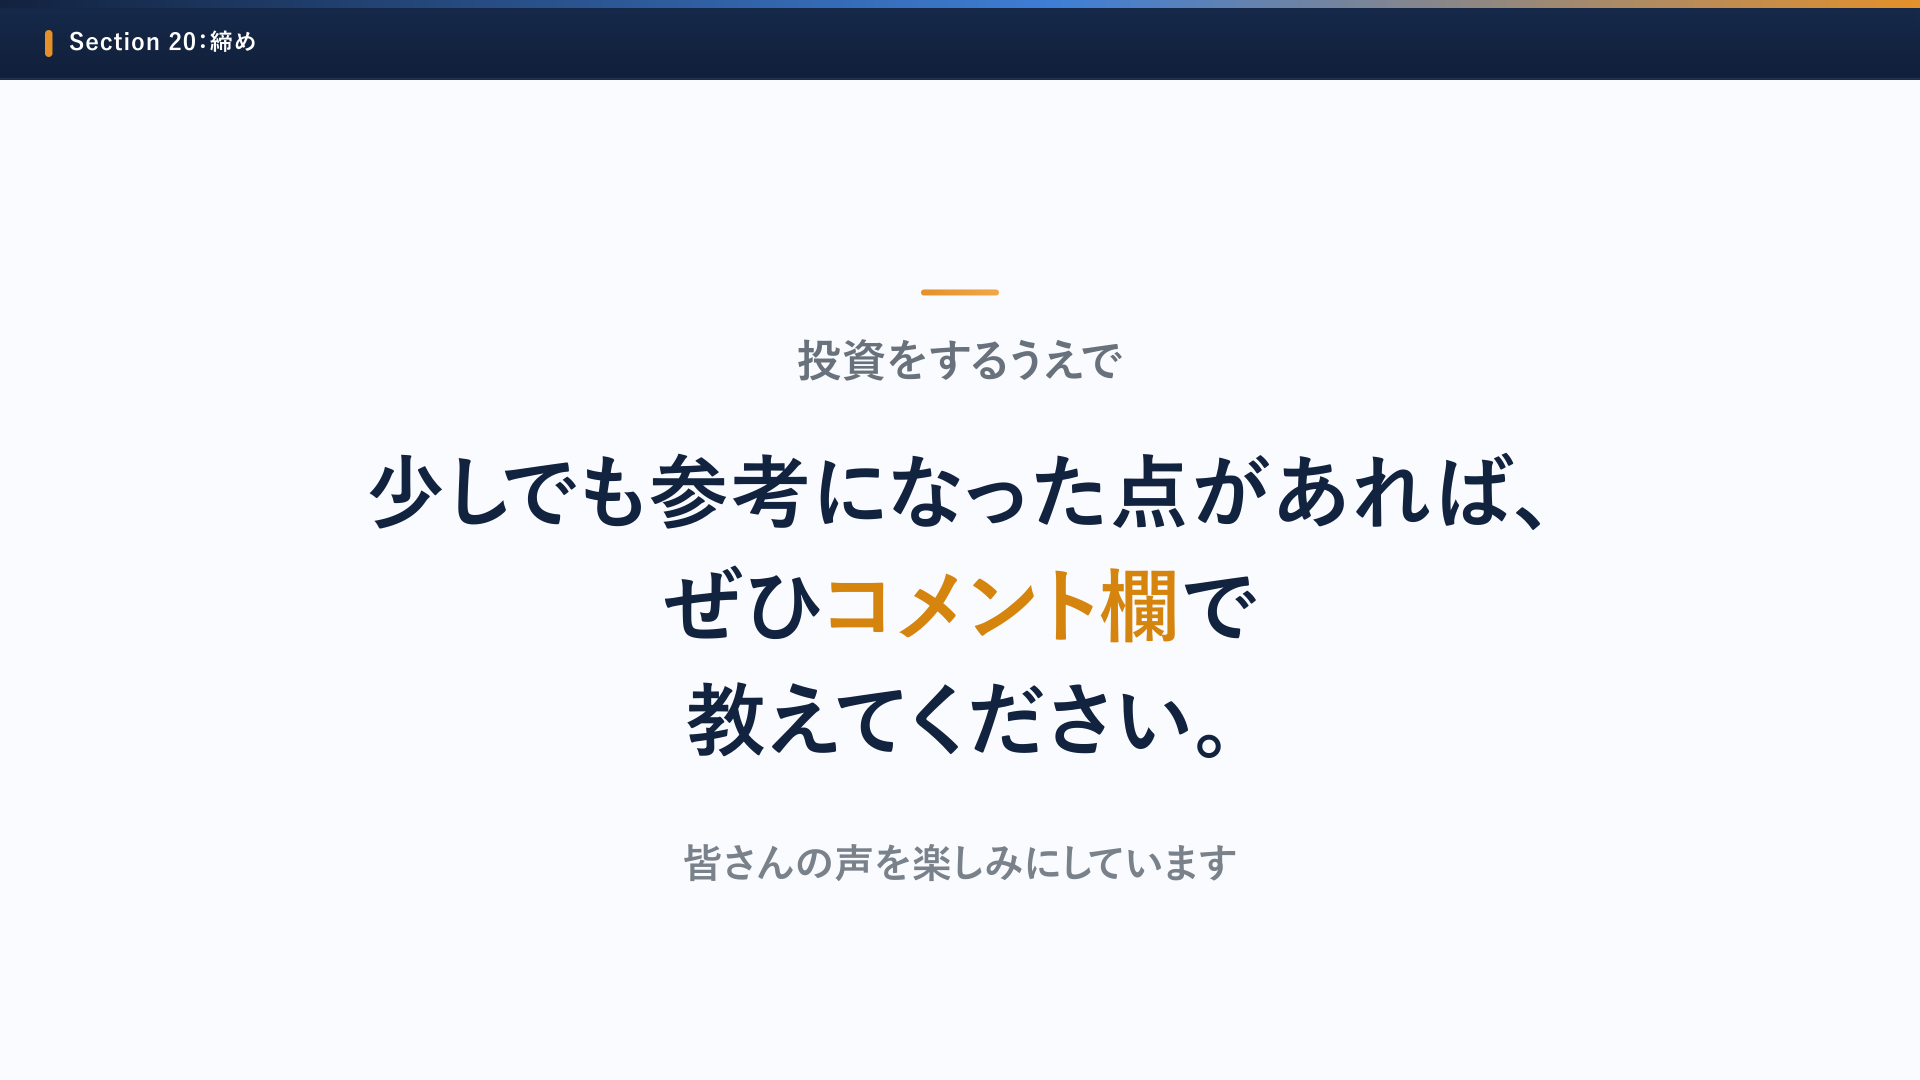 Section 20：締め
投資をするうえで
少しでも参考になった点があれば、
ぜひコメント欄で
教えてください。
皆さんの声を楽しみにしています